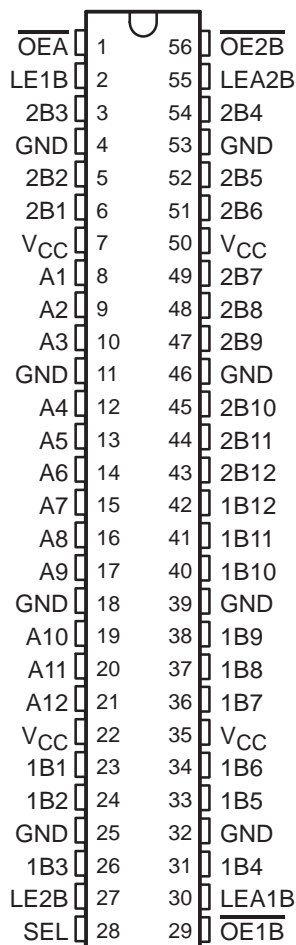 OEA 1 56 OE2B
LE1B 2 55 LEA2B
2B3 3 54 2B4
GND 4 53 GND
2B2 5 52 2B5
2B1 6 51 2B6
VCC 7 50 VCC
A1 8 49 2B7
A2 9 48 2B8
A3 10 47 2B9
GND 11 46 GND
A4 12 45 2B10
A5 13 44 2B11
A6 14 43 2B12
A7 15 42 1B12
A8 16 41 1B11
A9 17 40 1B10
GND 18 39 GND
A10 19 38 1B9
A11 20 37 1B8
A12 21 36 1B7
VCC 22 35 VCC
1B1 23 34 1B6
1B2 24 33 1B5
GND 25 32 GND
1B3 26 31 1B4
LE2B 27 30 LEA1B
SEL 28 29 OE1B